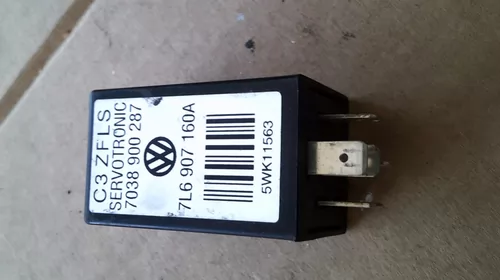 C3 ZFLS
SERVOTRONIC
7038 900 287
7L6 907 160A
5WK11563